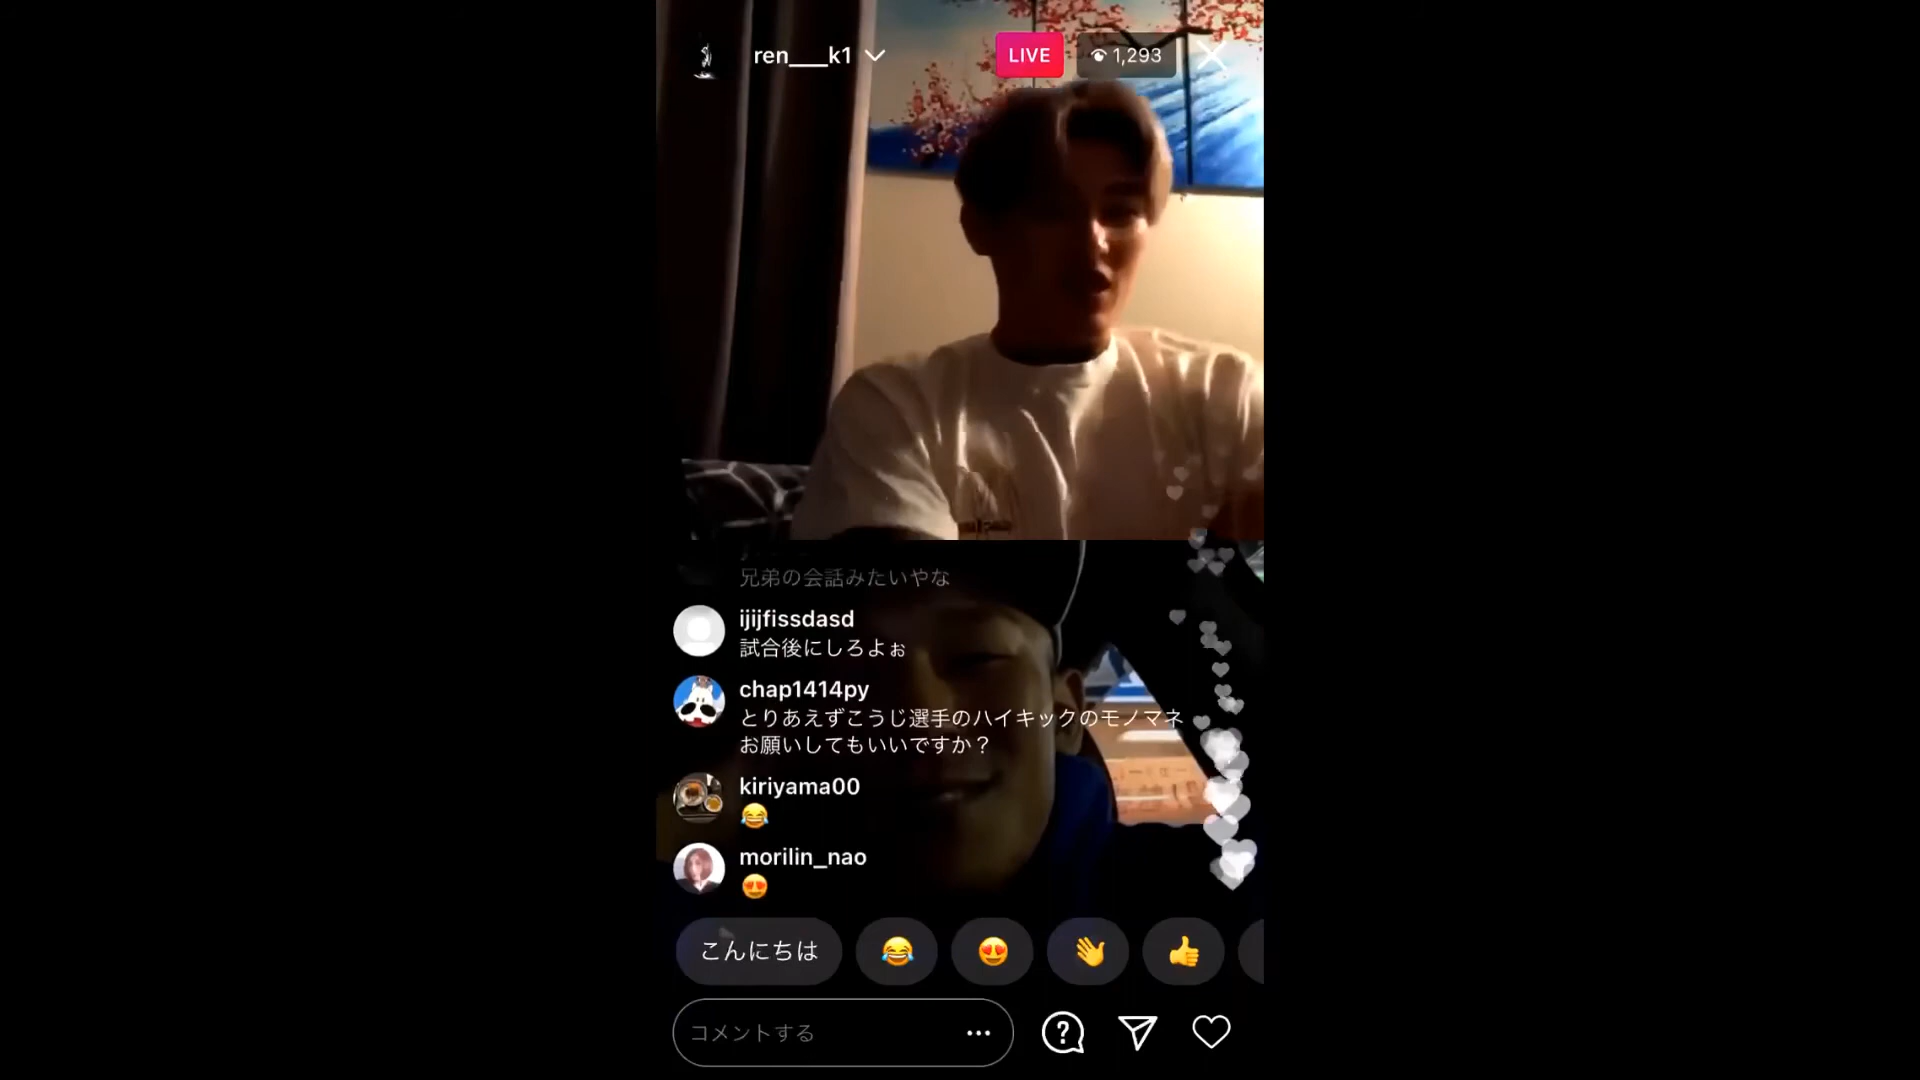 ren___k1
LIVE
1,293
兄弟の会話みたいやな
ijijfissdasd
試合後にしろよぉ
chap1414py
とりあえずこうじ選手のハイキックのモノマネ
お願いしてもいいですか？
kiriyama00
😂
morilin_nao
😍
こんにちは 😂 😍 👋 👍
コメントする